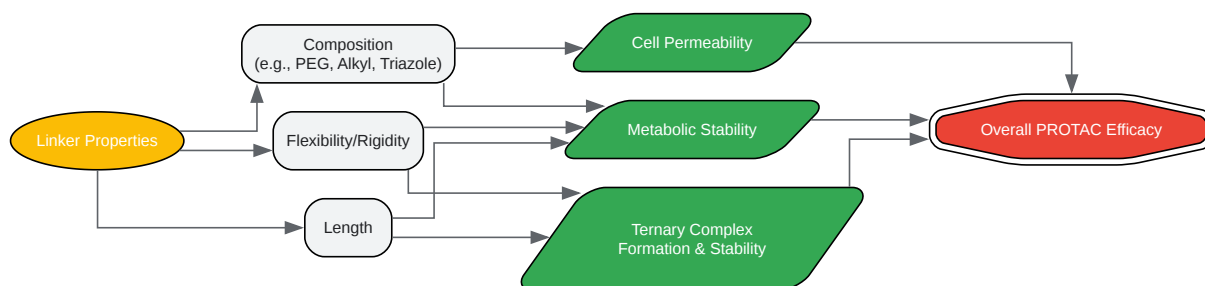 Linker Properties
Composition
(e.g., PEG, Alkyl, Triazole)
Flexibility/Rigidity
Length
Cell Permeability
Metabolic Stability
Ternary Complex
Formation & Stability
Overall PROTAC Efficacy